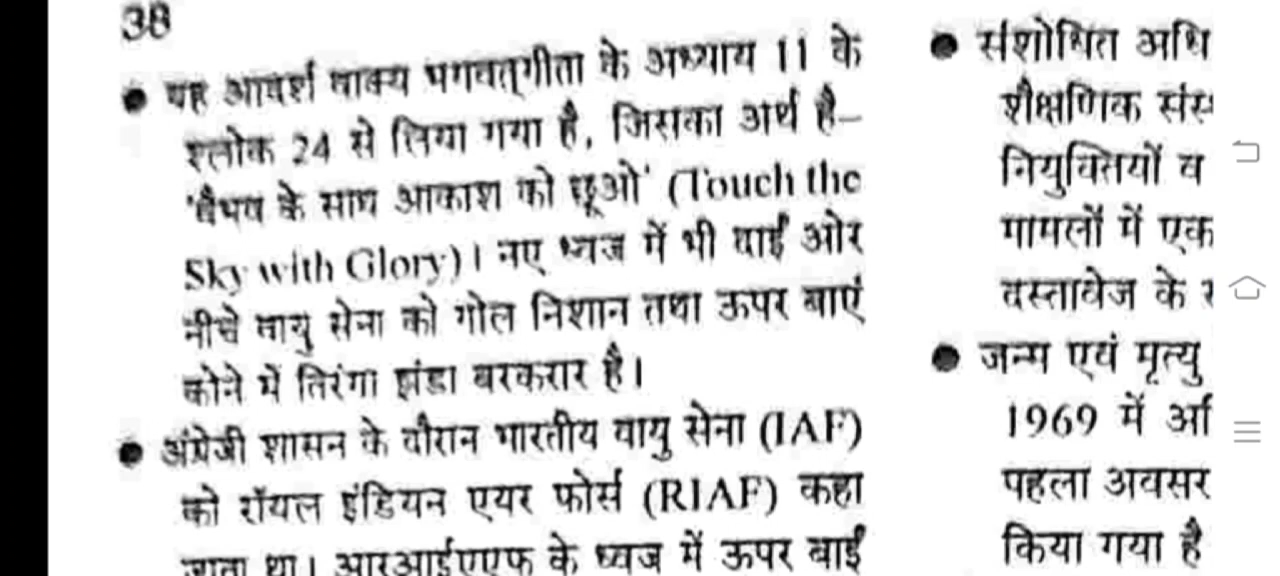 38
● यह आदर्श वाक्य भगवत्गीता के अध्याय 11 के
श्लोक 24 से लिया गया है, जिसका अर्थ है–
'वैभव के साथ आकाश को छूओ' (Touch the
Sky with Glory)। नए ध्वज में भी दाईं ओर
नीचे वायु सेना को गोल निशान तथा ऊपर बाएं
कोने में तिरंगा झंडा बरकरार है।
● अंग्रेजी शासन के दौरान भारतीय वायु सेना (IAF)
को रॉयल इंडियन एयर फोर्स (RIAF) कहा
जाता था। आरआईएएफ के ध्वज में ऊपर बाईं
● संशोधित अधि
शैक्षणिक संस्
नियुक्तियों व
मामलों में एक
दस्तावेज के
● जन्म एवं मृत्यु
1969 में
पहला अवसर
किया गया है